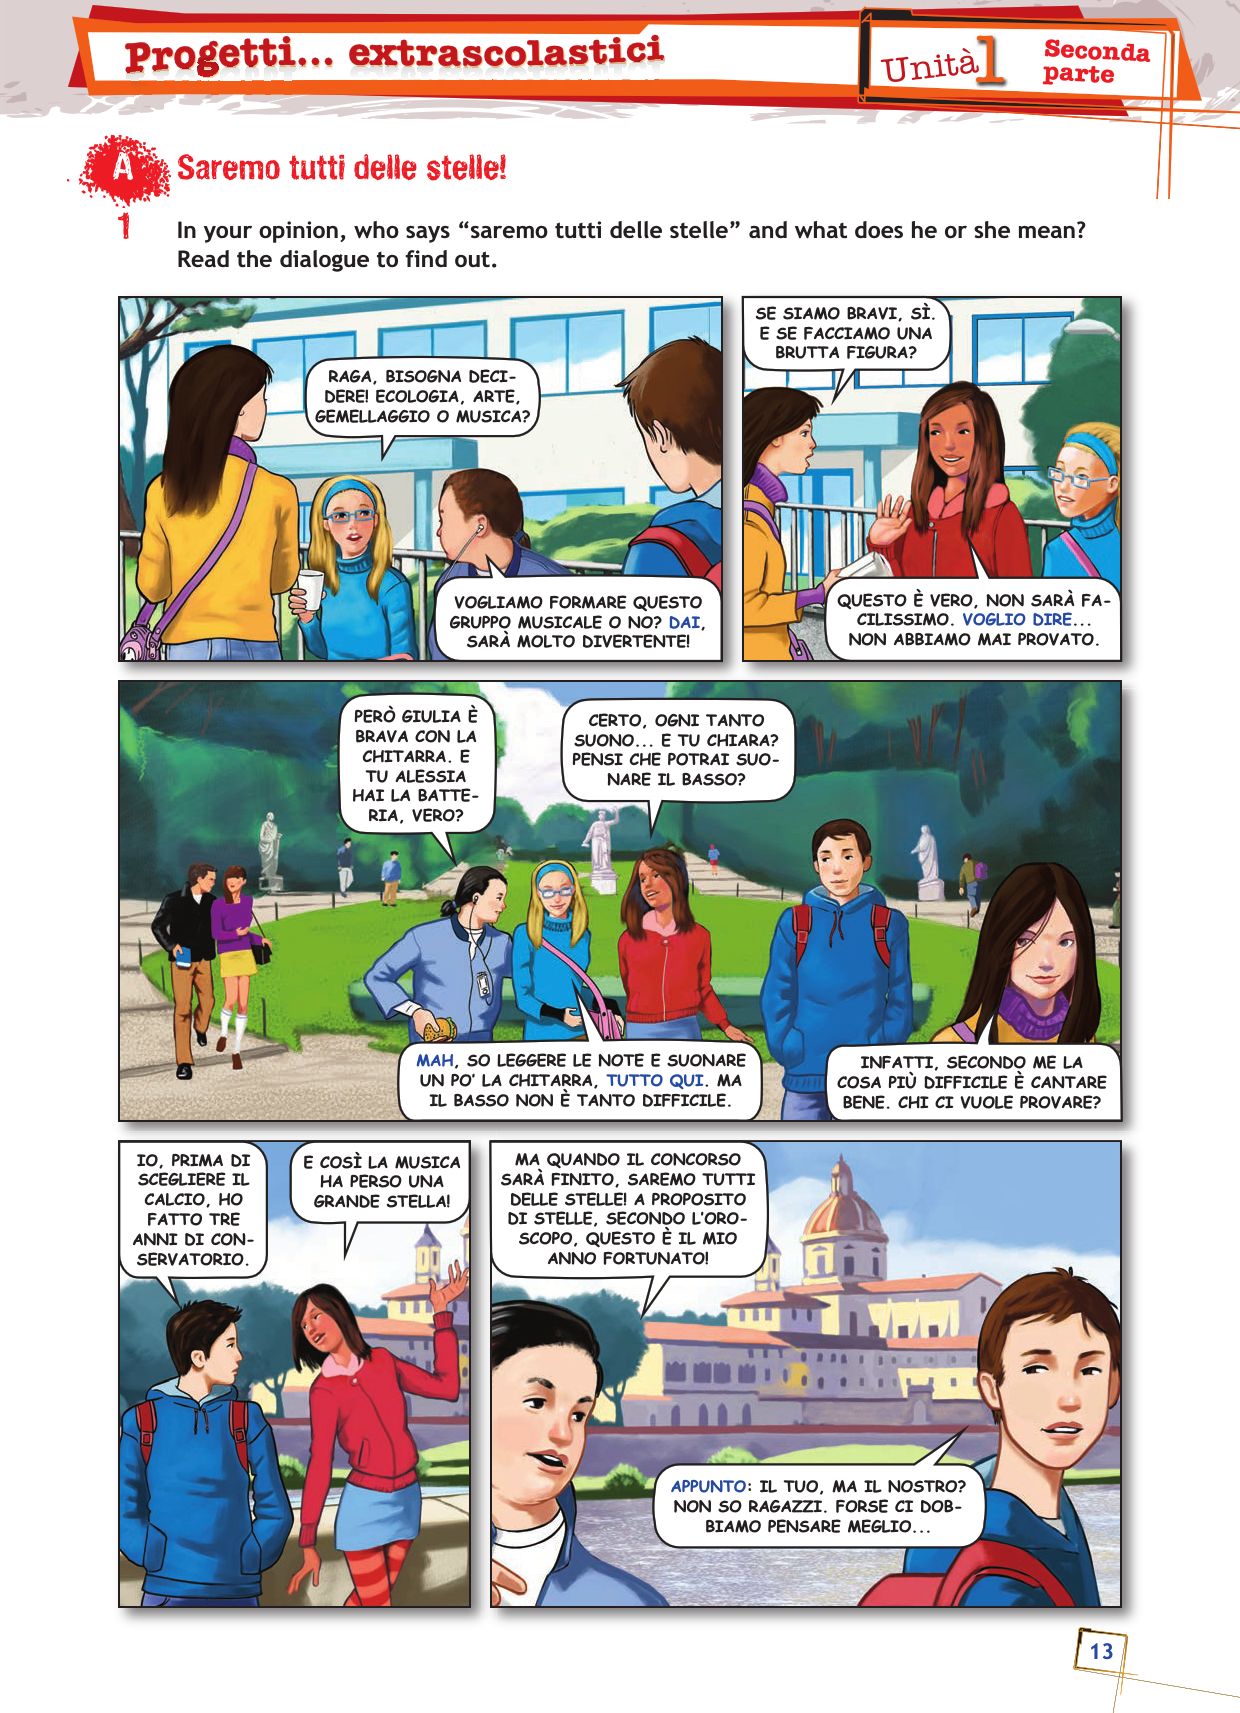 Progetti... extrascolastici
Unità 1
Seconda
parte
A
Saremo tutti delle stelle!
1
In your opinion, who says “saremo tutti delle stelle” and what does he or she mean?
Read the dialogue to find out.
RAGA, BISOGNA DECI-
DERE! ECOLOGIA, ARTE,
GEMELLAGGIO O MUSICA?
VOGLIAMO FORMARE QUESTO
GRUPPO MUSICALE O NO? DAI,
SARÀ MOLTO DIVERTENTE!
SE SIAMO BRAVI, SÌ.
E SE FACCIAMO UNA
BRUTTA FIGURA?
QUESTO È VERO, NON SARÀ FA-
CILISSIMO. VOGLIO DIRE...
NON ABBIAMO MAI PROVATO.
PERÒ GIULIA È
BRAVA CON LA
CHITARRA. E
TU ALESSIA
HAI LA BATTE-
RIA, VERO?
CERTO, OGNI TANTO
SUONO... E TU CHIARA?
PENSI CHE POTRAI SUO-
NARE IL BASSO?
MAH, SO LEGGERE LE NOTE E SUONARE
UN PO’ LA CHITARRA, TUTTO QUI. MA
IL BASSO NON È TANTO DIFFICILE.
INFATTI, SECONDO ME LA
COSA PIÙ DIFFICILE È CANTARE
BENE. CHI CI VUOLE PROVARE?
IO, PRIMA DI
SCEGLIERE IL
CALCIO, HO
FATTO TRE
ANNI DI CON-
SERVATORIO.
E COSÌ LA MUSICA
HA PERSO UNA
GRANDE STELLA!
MA QUANDO IL CONCORSO
SARÀ FINITO, SAREMO TUTTI
DELLE STELLE! A PROPOSITO
DI STELLE, SECONDO L’ORO-
SCOPO, QUESTO È IL MIO
ANNO FORTUNATO!
APPUNTO: IL TUO, MA IL NOSTRO?
NON SO RAGAZZI. FORSE CI DOB-
BIAMO PENSARE MEGLIO...
13